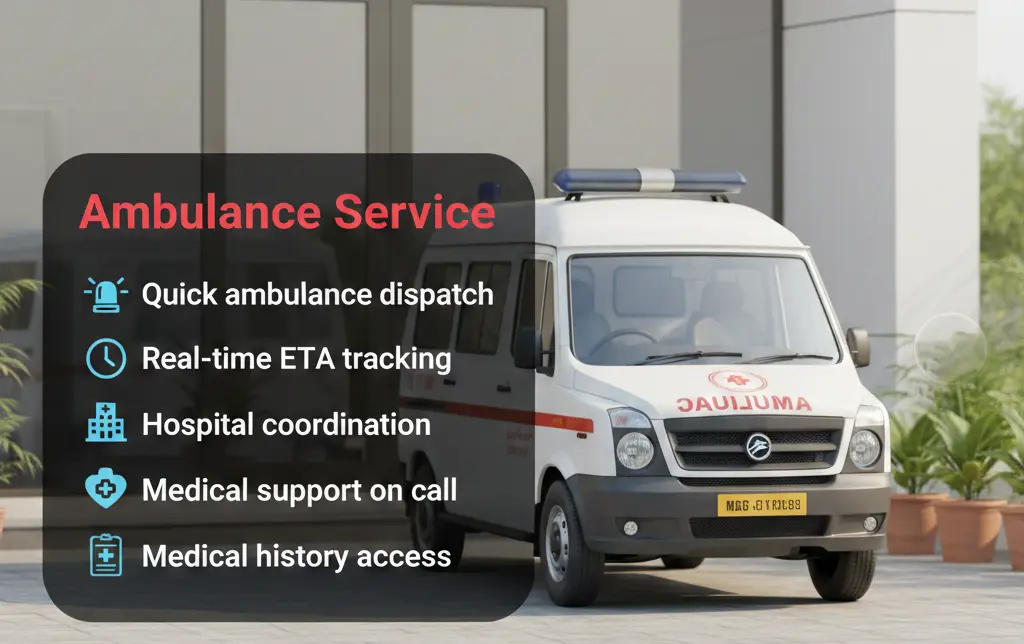 Ambulance Service
Quick ambulance dispatch
Real-time ETA tracking
Hospital coordination
Medical support on call
Medical history access